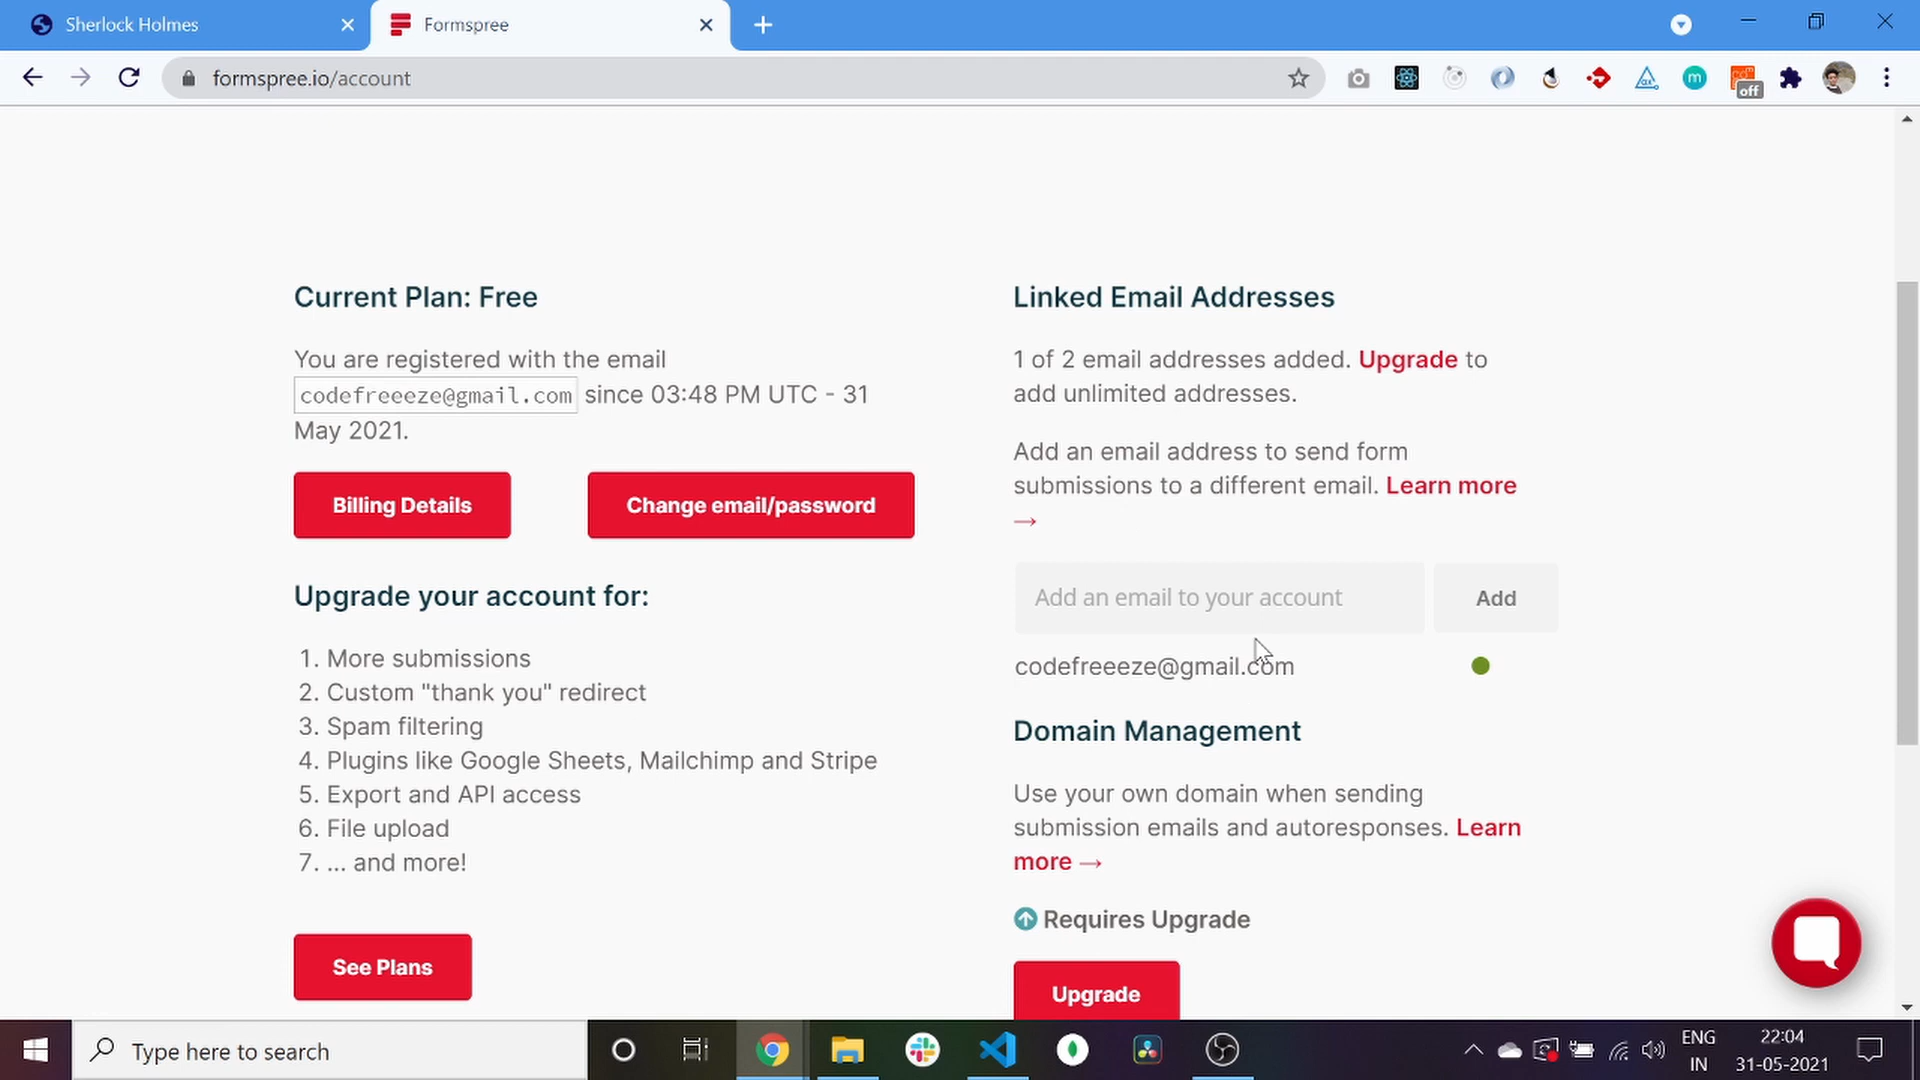 Sherlock Holmes
Formspree
formspree.io/account
off
Current Plan: Free
You are registered with the email
codefreeeze@gmail.com since 03:48 PM UTC - 31
May 2021.
Billing Details
Change email/password
Upgrade your account for:
1. More submissions
2. Custom "thank you" redirect
3. Spam filtering
4. Plugins like Google Sheets, Mailchimp and Stripe
5. Export and API access
6. File upload
7. ... and more!
See Plans
Linked Email Addresses
1 of 2 email addresses added. Upgrade to
add unlimited addresses.
Add an email address to send form
submissions to a different email. Learn more
→
Add an email to your account
Add
codefreeeze@gmail.com
Domain Management
Use your own domain when sending
submission emails and autoresponses. Learn
more →
Requires Upgrade
Upgrade
Type here to search
ENG
IN
22:04
31-05-2021